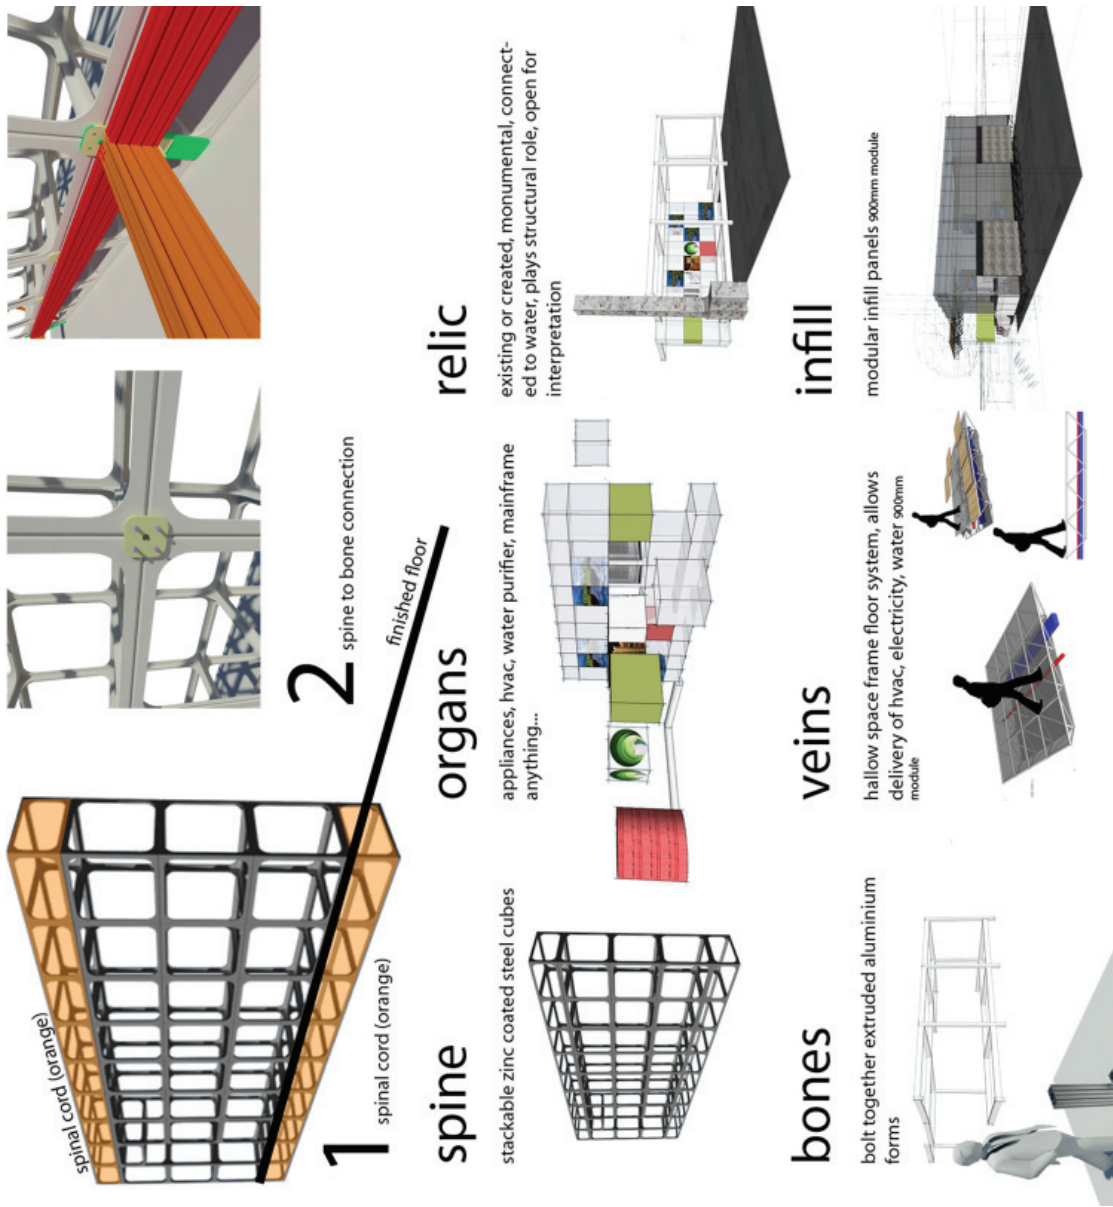 spinal cord (orange)
1 spinal cord (orange)
2 spine to bone connection
finished floor
spine
stackable zinc coated steel cubes
organs
appliances, hvac, water purifier, mainframe
anything...
relic
existing or created, monumental, connect-
ed to water, plays structural role, open for
interpretation
bones
bolt together extruded aluminium
forms
veins
hallow space frame floor system, allows
delivery of hvac, electricity, water 900mm
module
infill
modular infill panels 900mm module